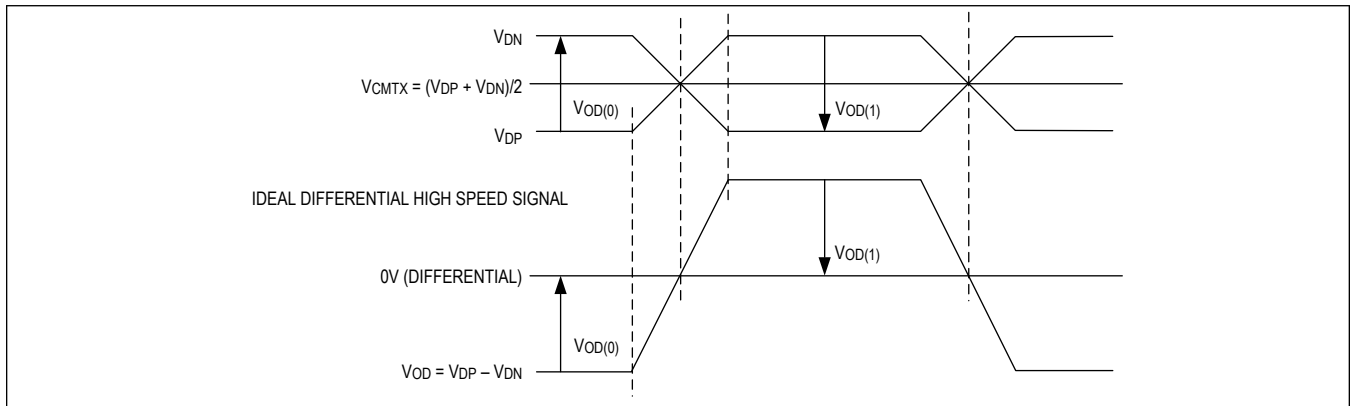 VDN
VCMTX = (VDP + VDN)/2
VOD(0)
VOD(1)
VDP
IDEAL DIFFERENTIAL HIGH SPEED SIGNAL
VOD(1)
0V (DIFFERENTIAL)
VOD(0)
VOD = VDP – VDN